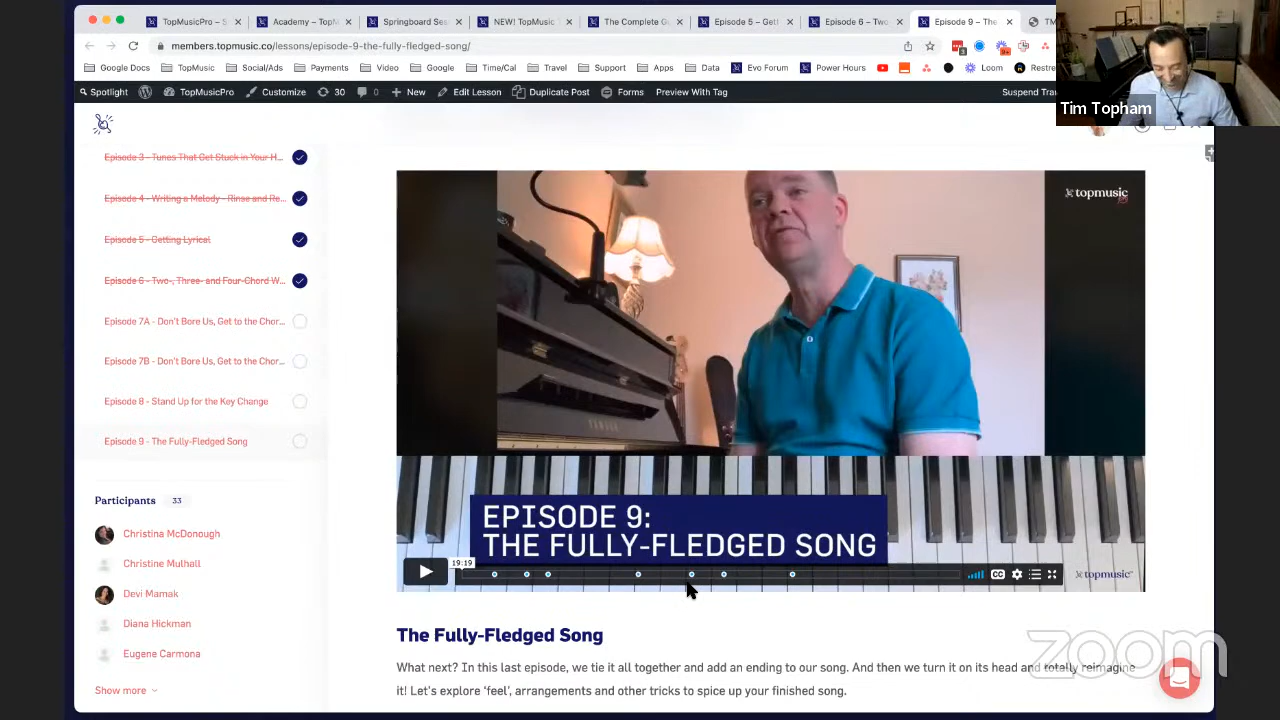 TopMusicPro – S
Academy – TopM
Springboard Ses
NEW! TopMusic
The Complete Gu
Episode 5 – Gett
Episode 6 – Two
Episode 9 – The
TM
members.topmusic.co/lessons/episode-9-the-fully-fledged-song/
Google Docs
TopMusic
Social/Ads
Payments
Video
Google
Time/Cal
Travel
Support
Apps
Data
Evo Forum
Power Hours
Loom
Restre
Tim Topham
Spotlight
TopMusicPro
Customize
30
New
Edit Lesson
Duplicate Post
Forms
Preview With Tag
Suspend Tra
Episode 3 - Tunes That Get Stuck in Your H...
Episode 4 - Writing a Melody - Rinse and Re...
Episode 5 - Getting Lyrical
Episode 6 - Two-, Three- and Four-Chord W...
Episode 7A - Don't Bore Us, Get to the Chor...
Episode 7B - Don't Bore Us, Get to the Chor...
Episode 8 - Stand Up for the Key Change
Episode 9 - The Fully-Fledged Song
Participants 33
Christina McDonough
Christine Mulhall
Devi Mamak
Diana Hickman
Eugene Carmona
Show more
topmusic
YAMAHA
EPISODE 9:
THE FULLY-FLEDGED SONG
19:19
CC
topmusic
The Fully-Fledged Song
What next? In this last episode, we tie it all together and add an ending to our song. And then we turn it on its head and totally reimagine
it! Let's explore 'feel', arrangements and other tricks to spice up your finished song.
zoom